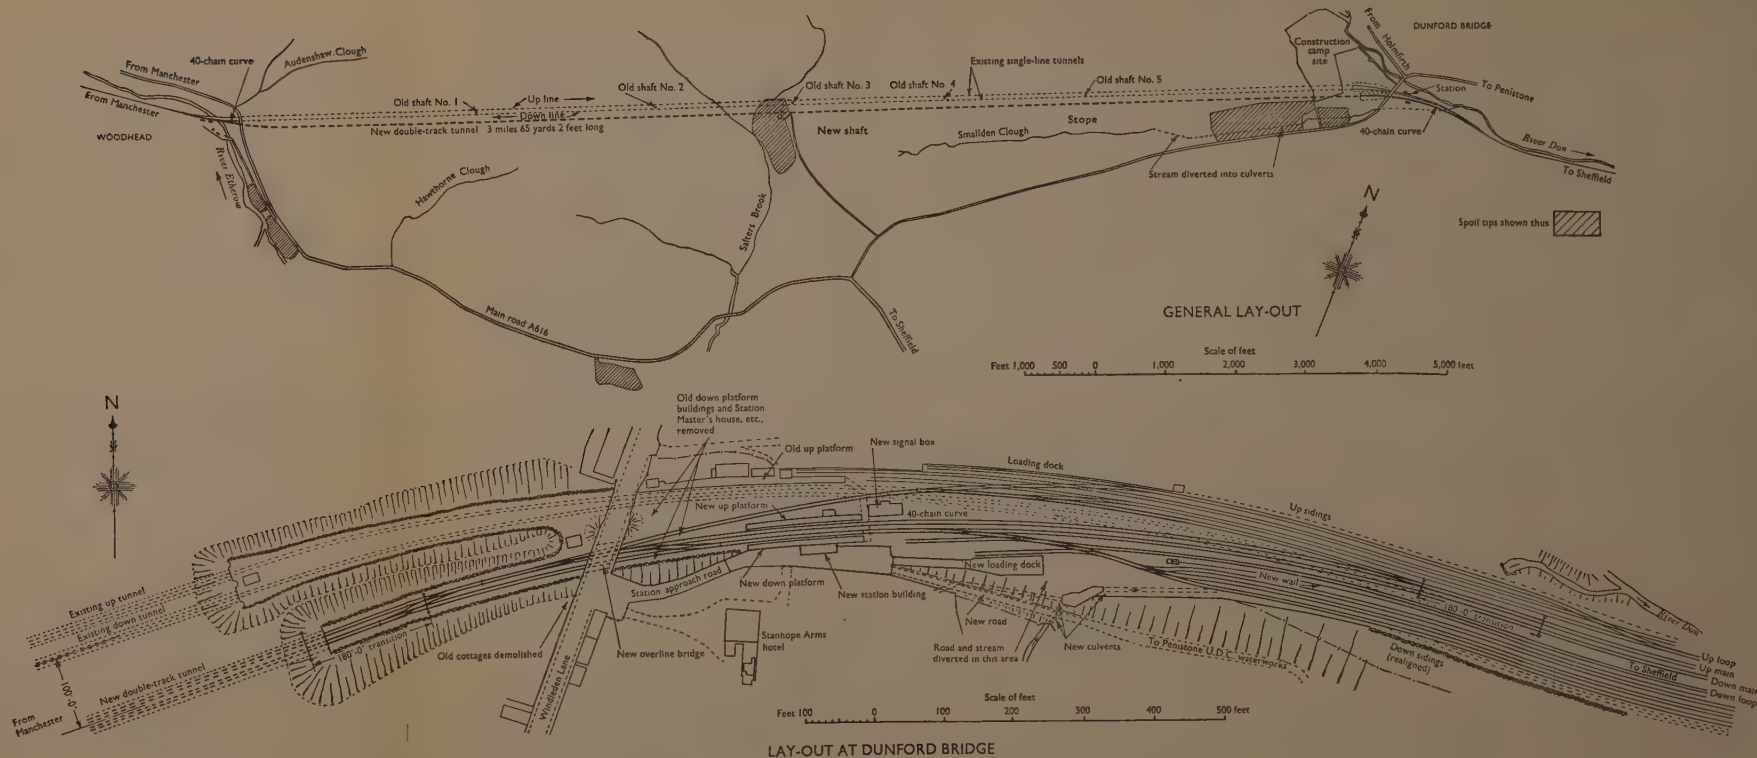 DUNFORD BRIDGE
From
Holmfirth
Construction
camp
site
Audenshaw Clough
40-chain curve
From Manchester
From Manchester
WOODHEAD
Old shaft No. 1
Up line
Down line
Old shaft No. 2
Old shaft No. 3
Old shaft No 4
Existing single-line tunnels
Old shaft No. 5
Station
To Penistone
New double-track tunnel 3 miles 65 yards 2 feet long
New shaft
Stope
Smallden Clough
40-chain curve
River Don
To Sheffield
Stream diverted into culverts
River Etherow
Hawthorne Clough
Salters Brook
N
Spoil tips shown thus
Main road A616
To Sheffield
GENERAL LAY-OUT
Scale of feet
Feet 1,000 500 0 1,000 2,000 3,000 4,000 5,000 feet
N
Old down platform
buildings and Station
Master's house, etc.,
removed
Old up platform
New signal box
Loading dock
Up sidings
New up platform
40-chain curve
New loading dock
New wall
180'-0" transition
River Don
Existing up tunnel
Existing down tunnel
Station approach road
New down platform
New station building
New road
Road and stream
diverted in this area
New culverts
To Penistone U.D.C. waterworks
Down sidings
(realigned)
To Sheffield
Up loop
Up main
Down main
Down loop
180'-0" transition
Old cottages demolished
New overline bridge
Stanhope Arms
hotel
Windleden Lane
New double-track tunnel
100'-0"
From
Manchester
Scale of feet
Feet 100 0 100 200 300 400 500 feet
LAY-OUT AT DUNFORD BRIDGE